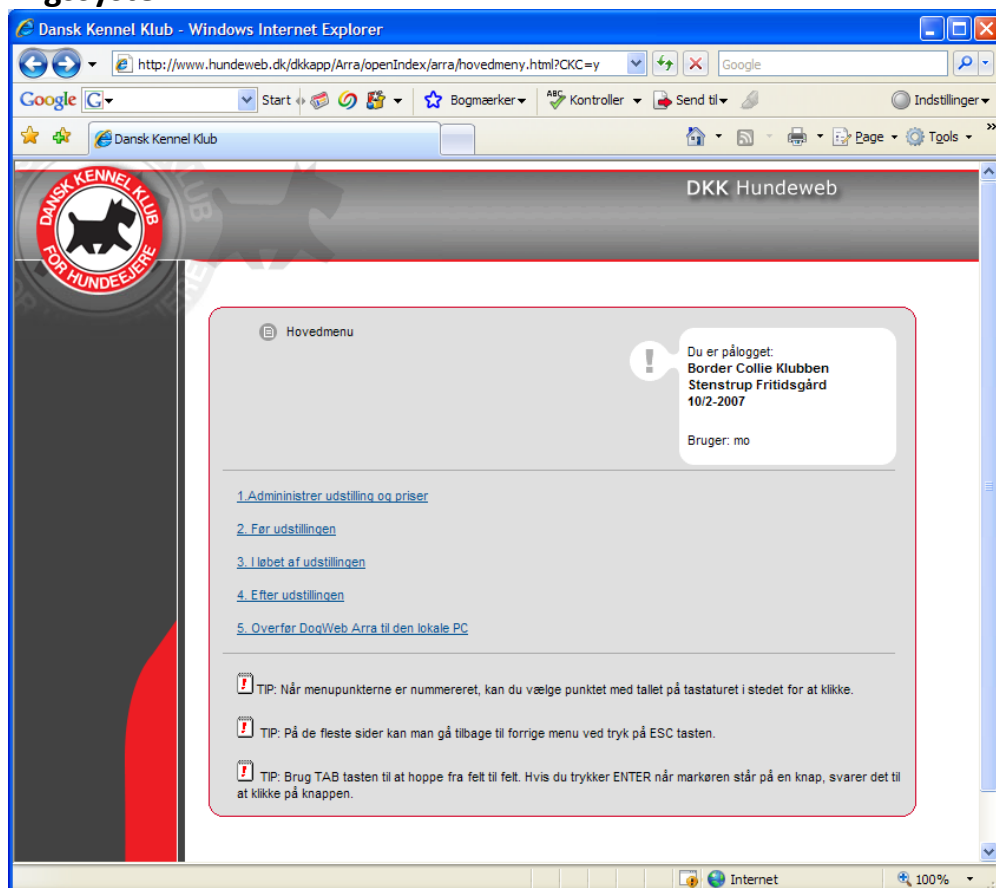 Dansk Kennel Klub - Windows Internet Explorer
http://www.hundeweb.dk/dkkapp/Arra/openIndex/arra/hovedmeny.html?CKC=y
Google
Google G Start Bogmærker ABC Kontroller Send til Indstillinger
Dansk Kennel Klub Page Tools »
DANSK KENNEL KLUB
FOR HUNDEEJERE
DKK Hundeweb
Hovedmenu
Du er pålogget:
Border Collie Klubben
Stenstrup Fritidsgård
10/2-2007
Bruger: mo
1.Admininistrer udstilling og priser
2. Før udstillingen
3. I løbet af udstillingen
4. Efter udstillingen
5. Overfør DogWeb Arra til den lokale PC
TIP: Når menupunkterne er nummereret, kan du vælge punktet med tallet på tastaturet i stedet for at klikke.
TIP: På de fleste sider kan man gå tilbage til forrige menu ved tryk på ESC tasten.
TIP: Brug TAB tasten til at hoppe fra felt til felt. Hvis du trykker ENTER når markøren står på en knap, svarer det til
at klikke på knappen.
Internet 100%